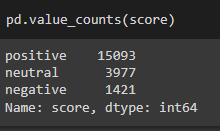 pd.value_counts(score)
positive    15093
neutral      3977
negative     1421
Name: score, dtype: int64